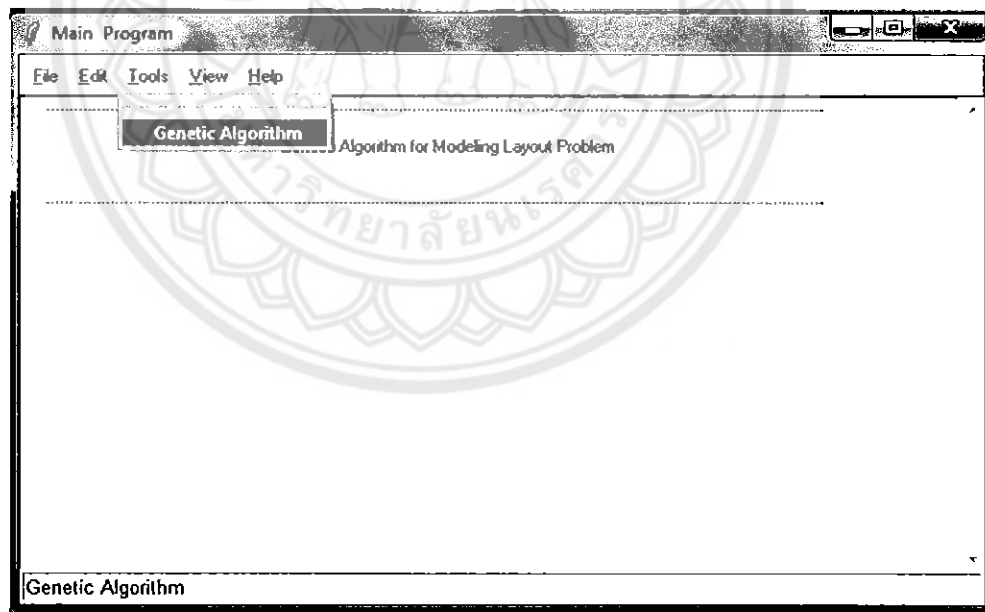 Main Program
File Edit Tools View Help
Genetic Algorithm
Algorithm for Modeling Layout Problem
Genetic Algorithm